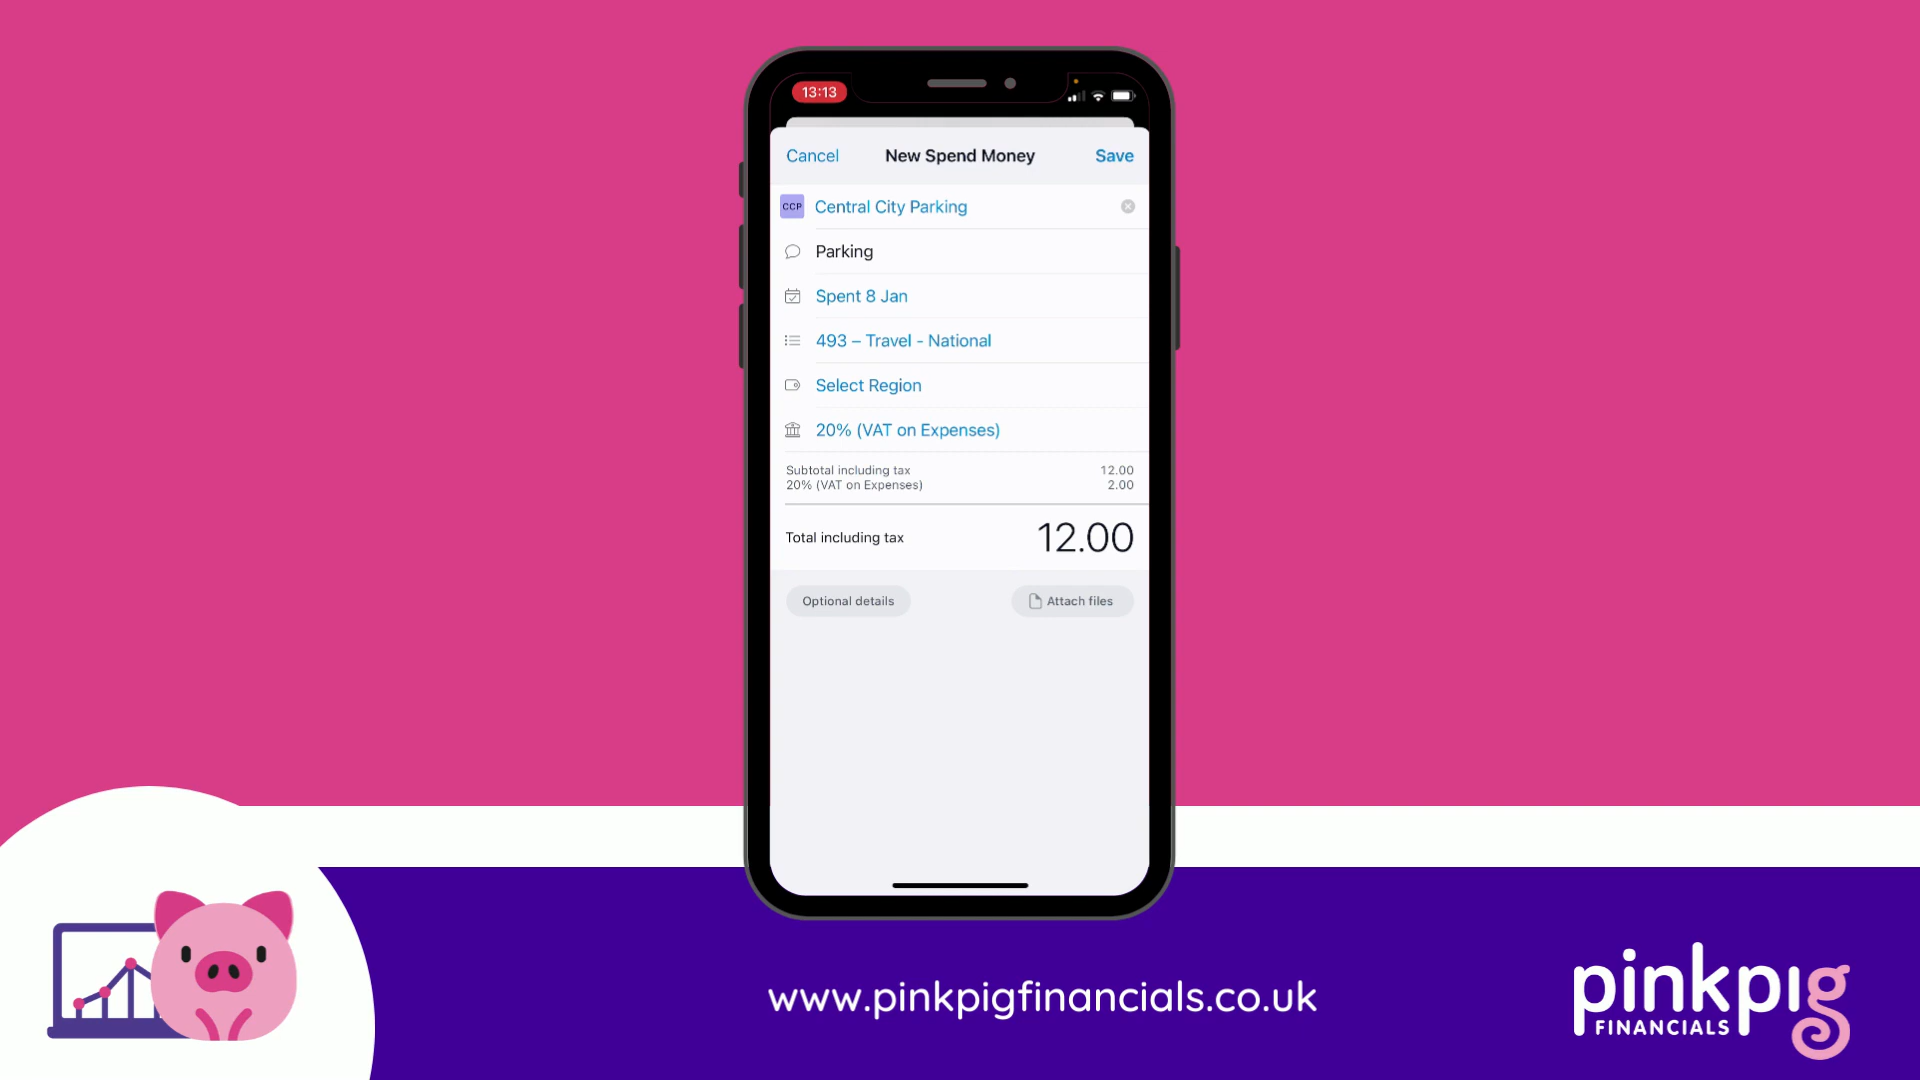 13:13
Cancel
New Spend Money
Save
CCP
Central City Parking
Parking
Spent 8 Jan
493 – Travel - National
Select Region
20% (VAT on Expenses)
Subtotal including tax 12.00
20% (VAT on Expenses) 2.00
Total including tax 12.00
Optional details
Attach files
www.pinkpigfinancials.co.uk
pinkpig
FINANCIALS